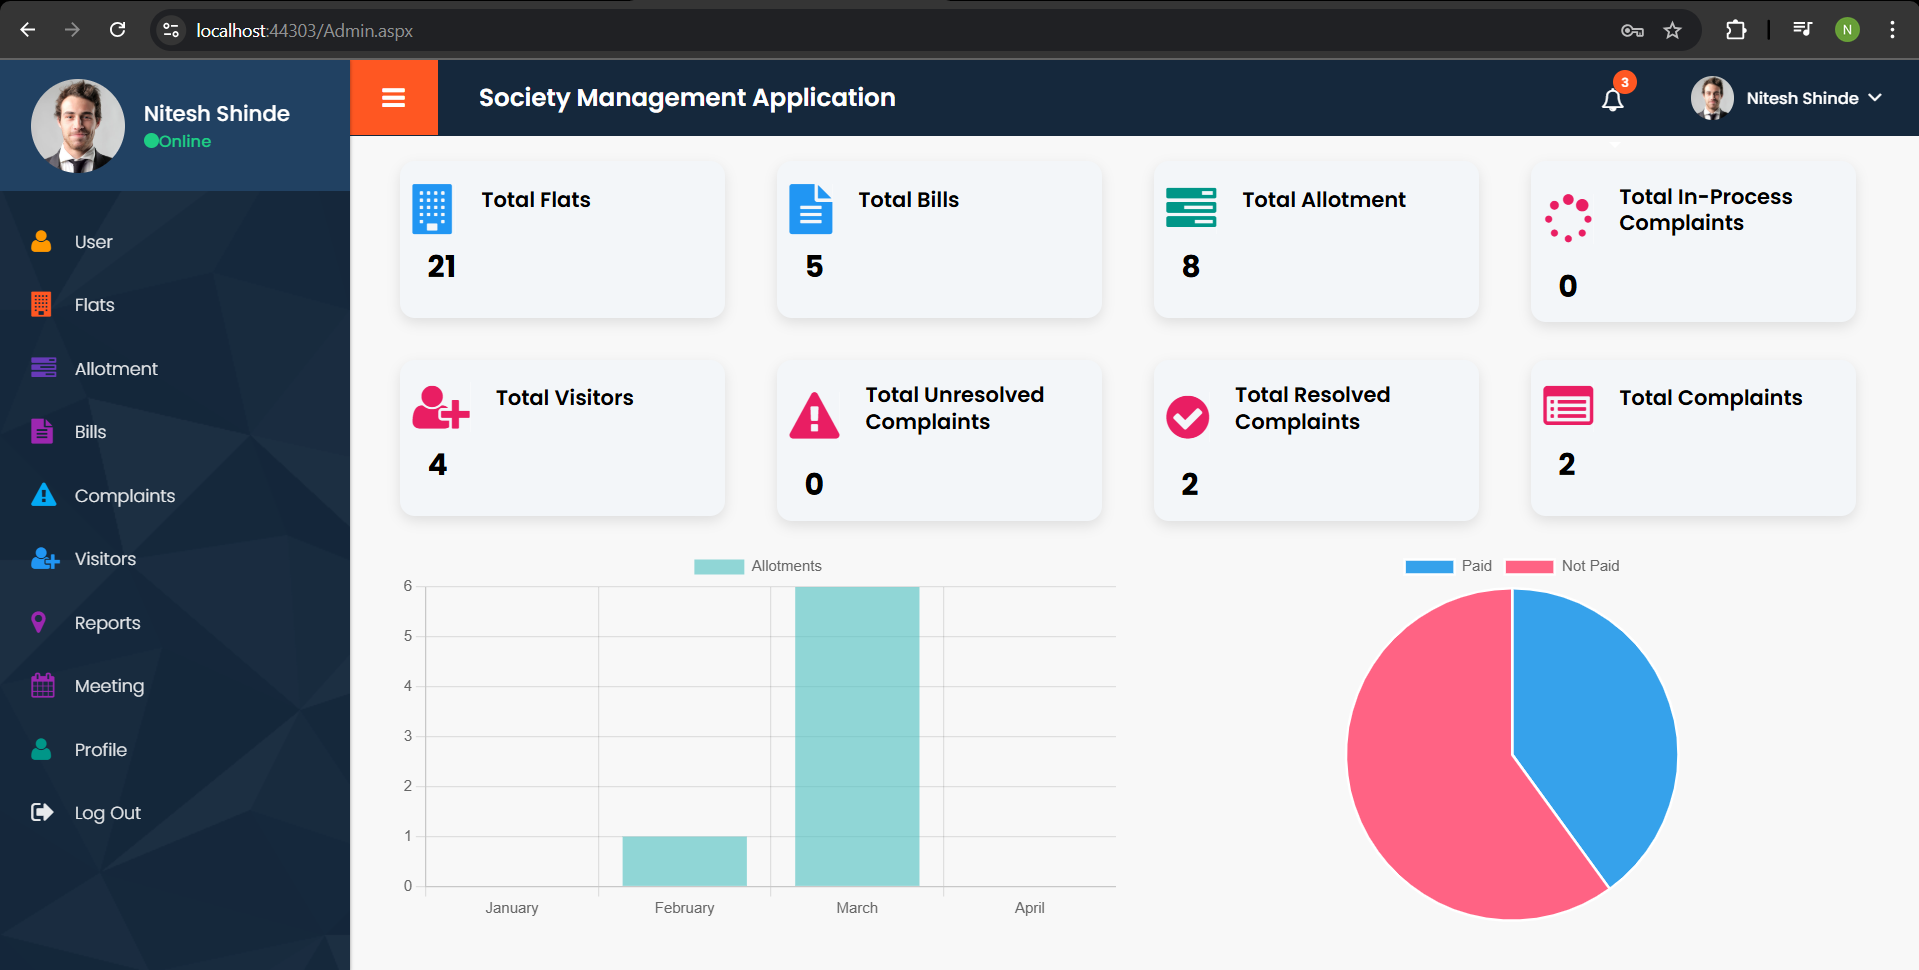 localhost:44303/Admin.aspx
N
Nitesh Shinde
Online
Society Management Application
3
Nitesh Shinde
User
Flats
Allotment
Bills
Complaints
Visitors
Reports
Meeting
Profile
Log Out
Total Flats
21
Total Bills
5
Total Allotment
8
Total In-Process
Complaints
0
Total Visitors
4
Total Unresolved
Complaints
0
Total Resolved
Complaints
2
Total Complaints
2
Allotments
6
5
4
3
2
1
0
January February March April
Paid Not Paid